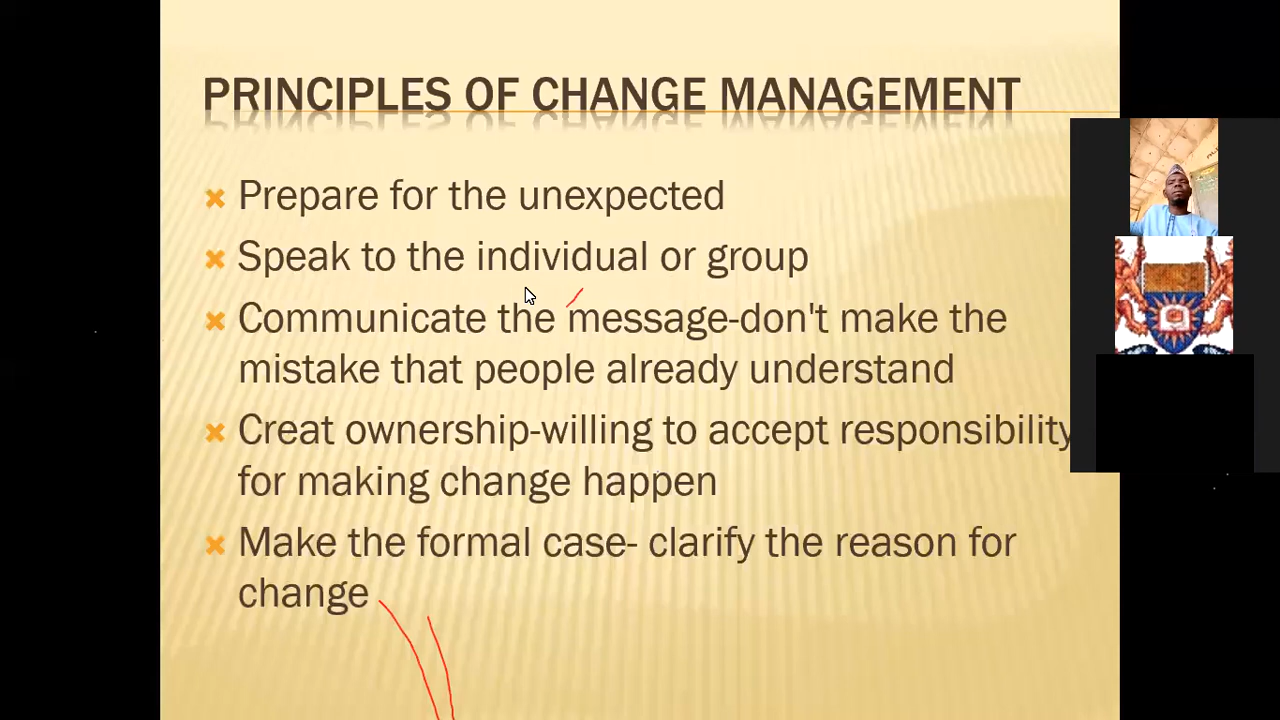 PRINCIPLES OF CHANGE MANAGEMENT
Prepare for the unexpected
Speak to the individual or group
Communicate the message-don't make the
mistake that people already understand
Creat ownership-willing to accept responsibility
for making change happen
Make the formal case- clarify the reason for
change